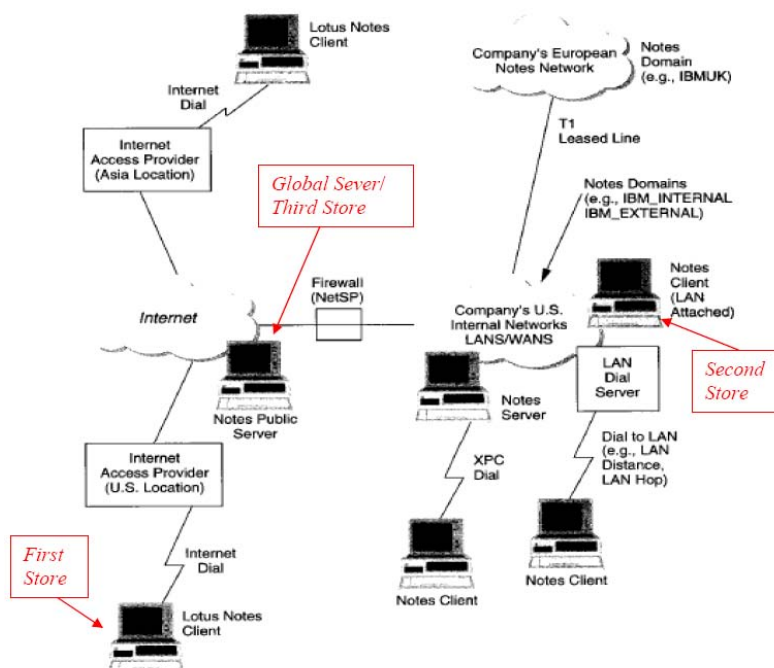 Lotus Notes
Client
Internet
Dial
Internet
Access Provider
(Asia Location)
Global Sever/
Third Store
Company's European
Notes Network
Notes
Domain
(e.g., IBMUK)
T1
Leased Line
Notes Domains
(e.g., IBM_INTERNAL
IBM_EXTERNAL)
Internet
Firewall
(NetSP)
Company's U.S.
Internal Networks
LANS/WANS
Notes
Client
(LAN
Attached)
Second
Store
Notes Public
Server
Notes
Server
LAN
Dial
Server
Internet
Access Provider
(U.S. Location)
XPC
Dial
Dial to LAN
(e.g., LAN
Distance,
LAN Hop)
First
Store
Internet
Dial
Notes Client
Notes Client
Lotus Notes
Client